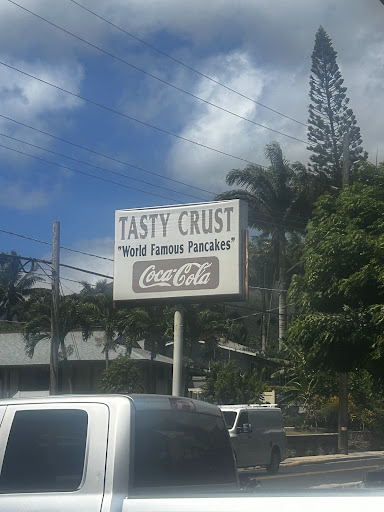 TASTY CRUST
"World Famous Pancakes"
Coca-Cola